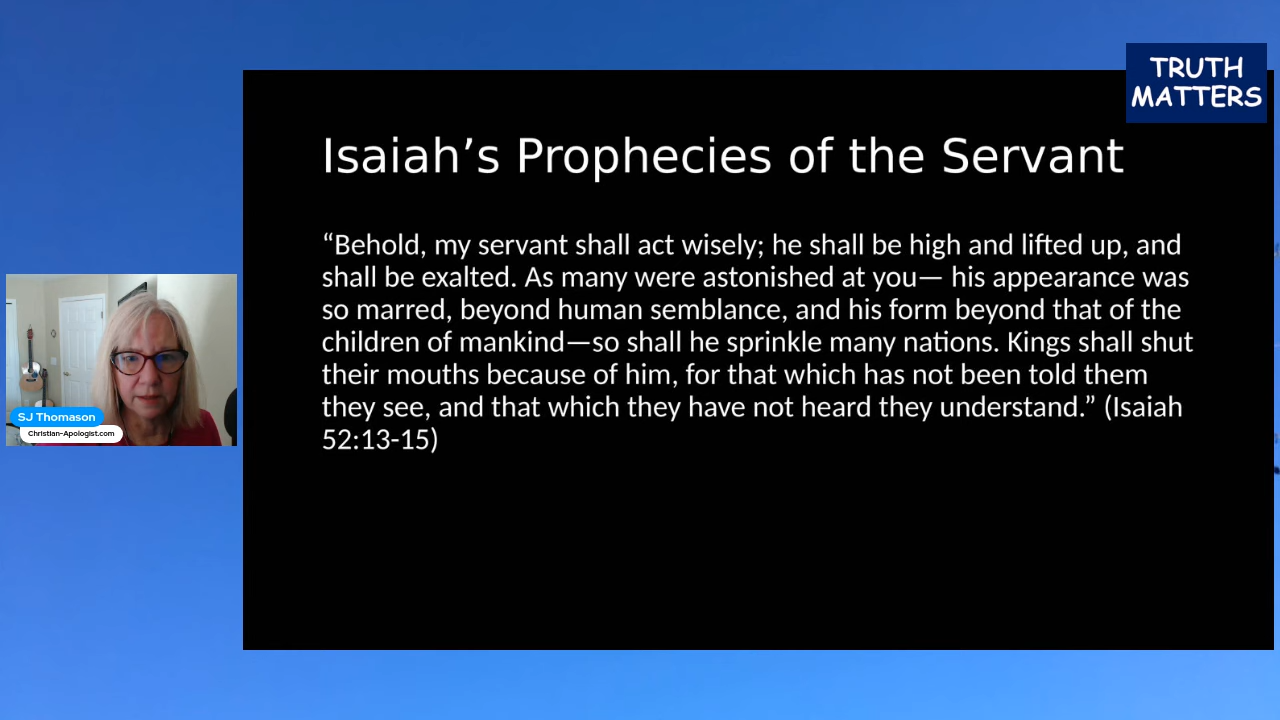 TRUTH
MATTERS
Isaiah’s Prophecies of the Servant
“Behold, my servant shall act wisely; he shall be high and lifted up, and
shall be exalted. As many were astonished at you— his appearance was
so marred, beyond human semblance, and his form beyond that of the
children of mankind—so shall he sprinkle many nations. Kings shall shut
their mouths because of him, for that which has not been told them
they see, and that which they have not heard they understand.” (Isaiah
52:13-15)
SJ Thomason
Christian-Apologist.com